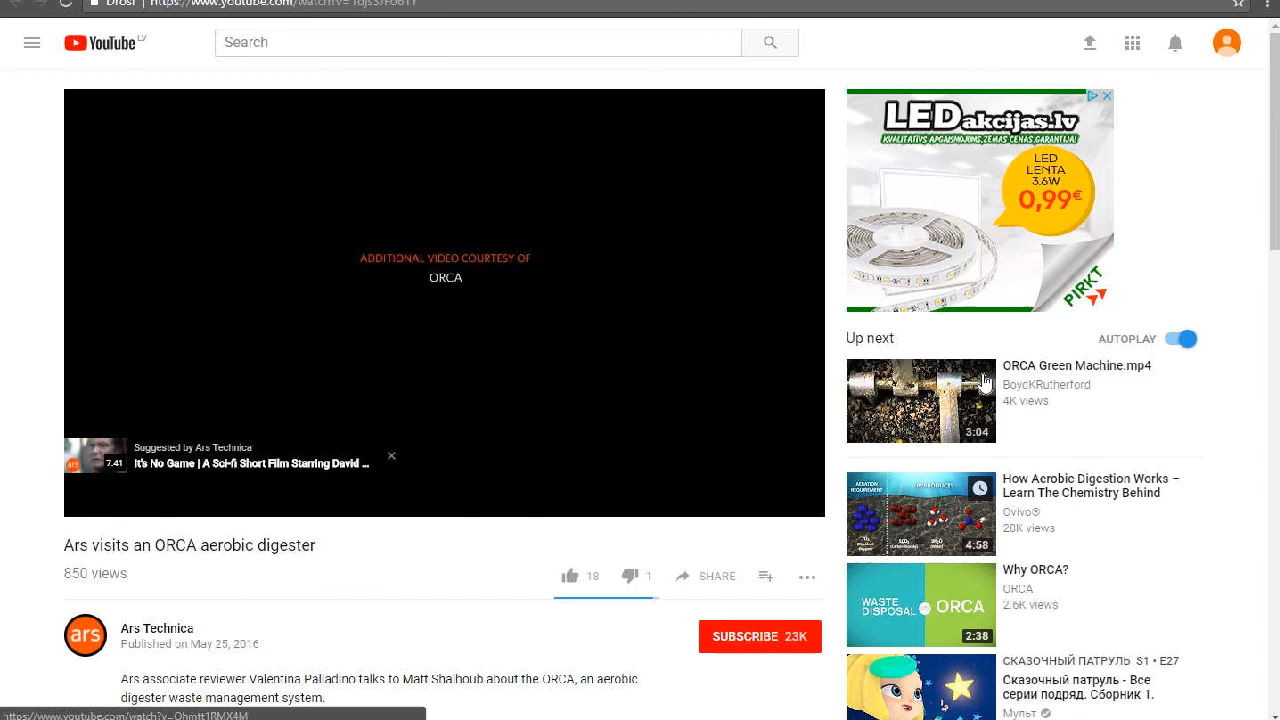 Drošī
YouTube LV
Search
LEDakcijas.lv
KVALITATĪVS APGAISMOJUMS, ZEMAS CENAS, GARANTIJA!
LED
LENTA
3.6W
0,99€
PIRKT
ADDITIONAL VIDEO COURTESY OF
ORCA
Suggested by Ars Technica
It's No Game | A Sci-fi Short Film Starring David ...
ars
7:41
Up next
AUTOPLAY
ORCA Green Machine.mp4
BoydKRutherford
4K views
3:04
How Aerobic Digestion Works –
Learn The Chemistry Behind
Ovivo®
28K views
4:58
Why ORCA?
ORCA
2.6K views
WASTE
DISPOSAL
ORCA
2:38
СКАЗОЧНЫЙ ПАТРУЛЬ S1 • E27
Сказочный патруль - Все
серии подряд. Сборник 1.
Мульт
Ars visits an ORCA aerobic digester
850 views
18
1
SHARE
ars
Ars Technica
Published on May 25, 2016
SUBSCRIBE 23K
Ars associate reviewer Valentina Palladino talks to Matt Shalhoub about the ORCA, an aerobic
digester waste management system.